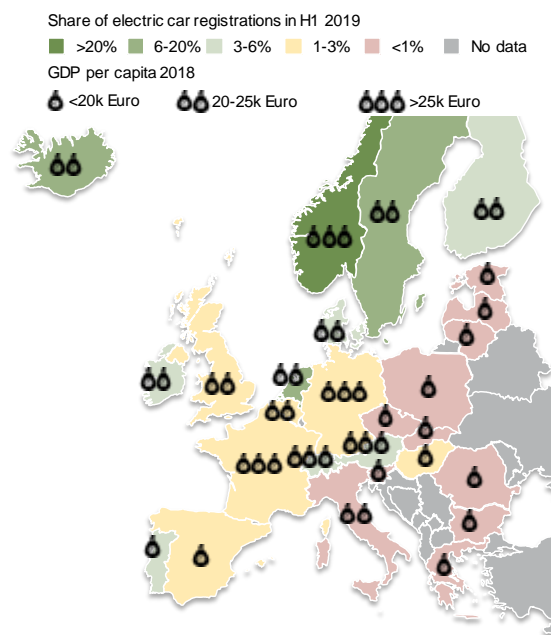 Share of electric car registrations in H1 2019
>20% 6-20% 3-6% 1-3% <1% No data
GDP per capita 2018
<20k Euro 20-25k Euro >25k Euro